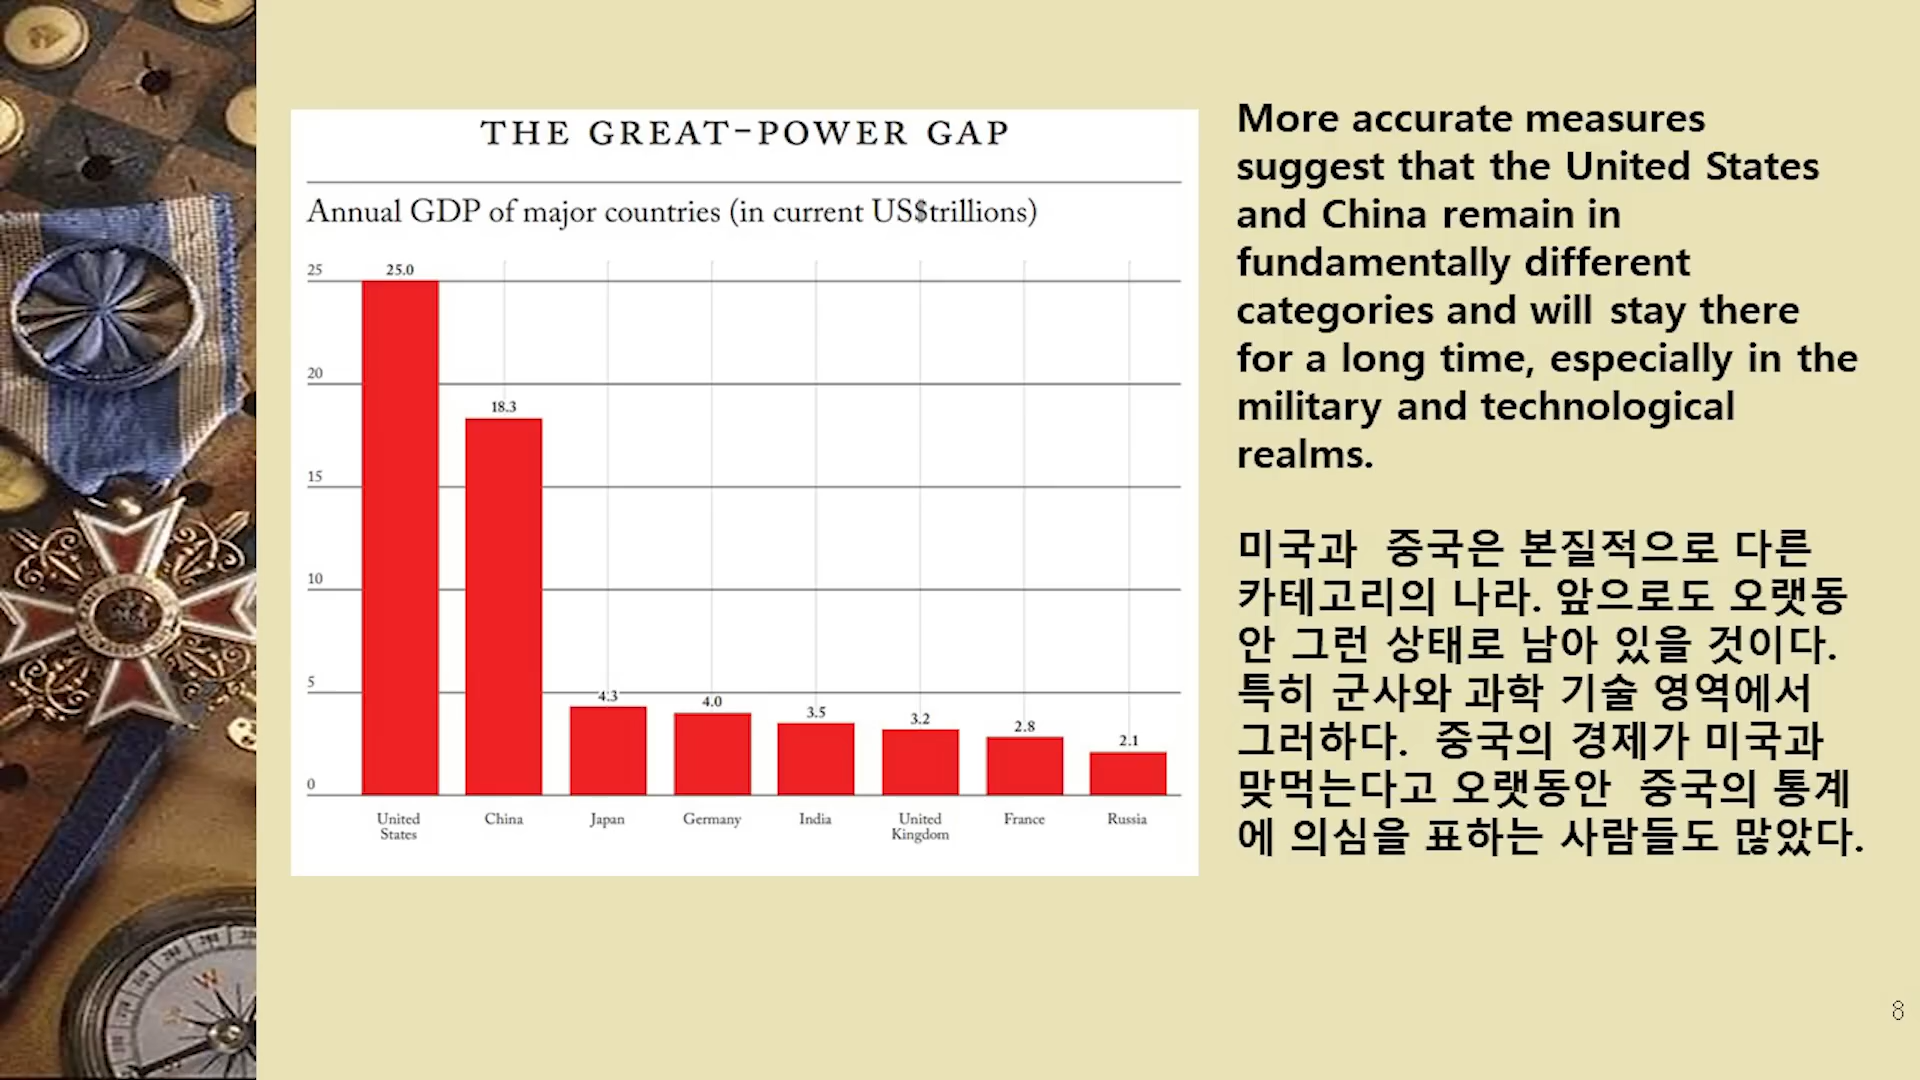 THE GREAT-POWER GAP
Annual GDP of major countries (in current US$trillions)
25
20
15
10
5
0
25.0
18.3
4.3
4.0
3.5
3.2
2.8
2.1
United States
China
Japan
Germany
India
United Kingdom
France
Russia
More accurate measures
suggest that the United States
and China remain in
fundamentally different
categories and will stay there
for a long time, especially in the
military and technological
realms.
미국과 중국은 본질적으로 다른
카테고리의 나라. 앞으로도 오랫동
안 그런 상태로 남아 있을 것이다.
특히 군사와 과학 기술 영역에서
그러하다. 중국의 경제가 미국과
맞먹는다고 오랫동안 중국의 통계
에 의심을 표하는 사람들도 많았다.
8